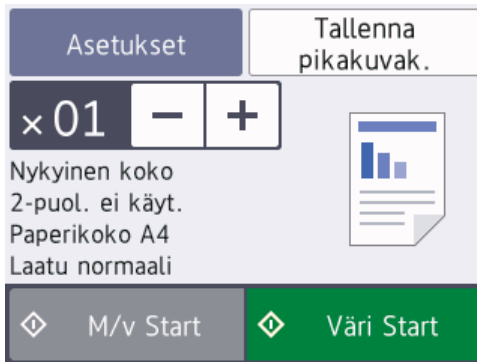 Asetukset
Tallenna
pikakuvak.
×01
− +
Nykyinen koko
2-puol. ei käyt.
Paperikoko A4
Laatu normaali
M/v Start
Väri Start